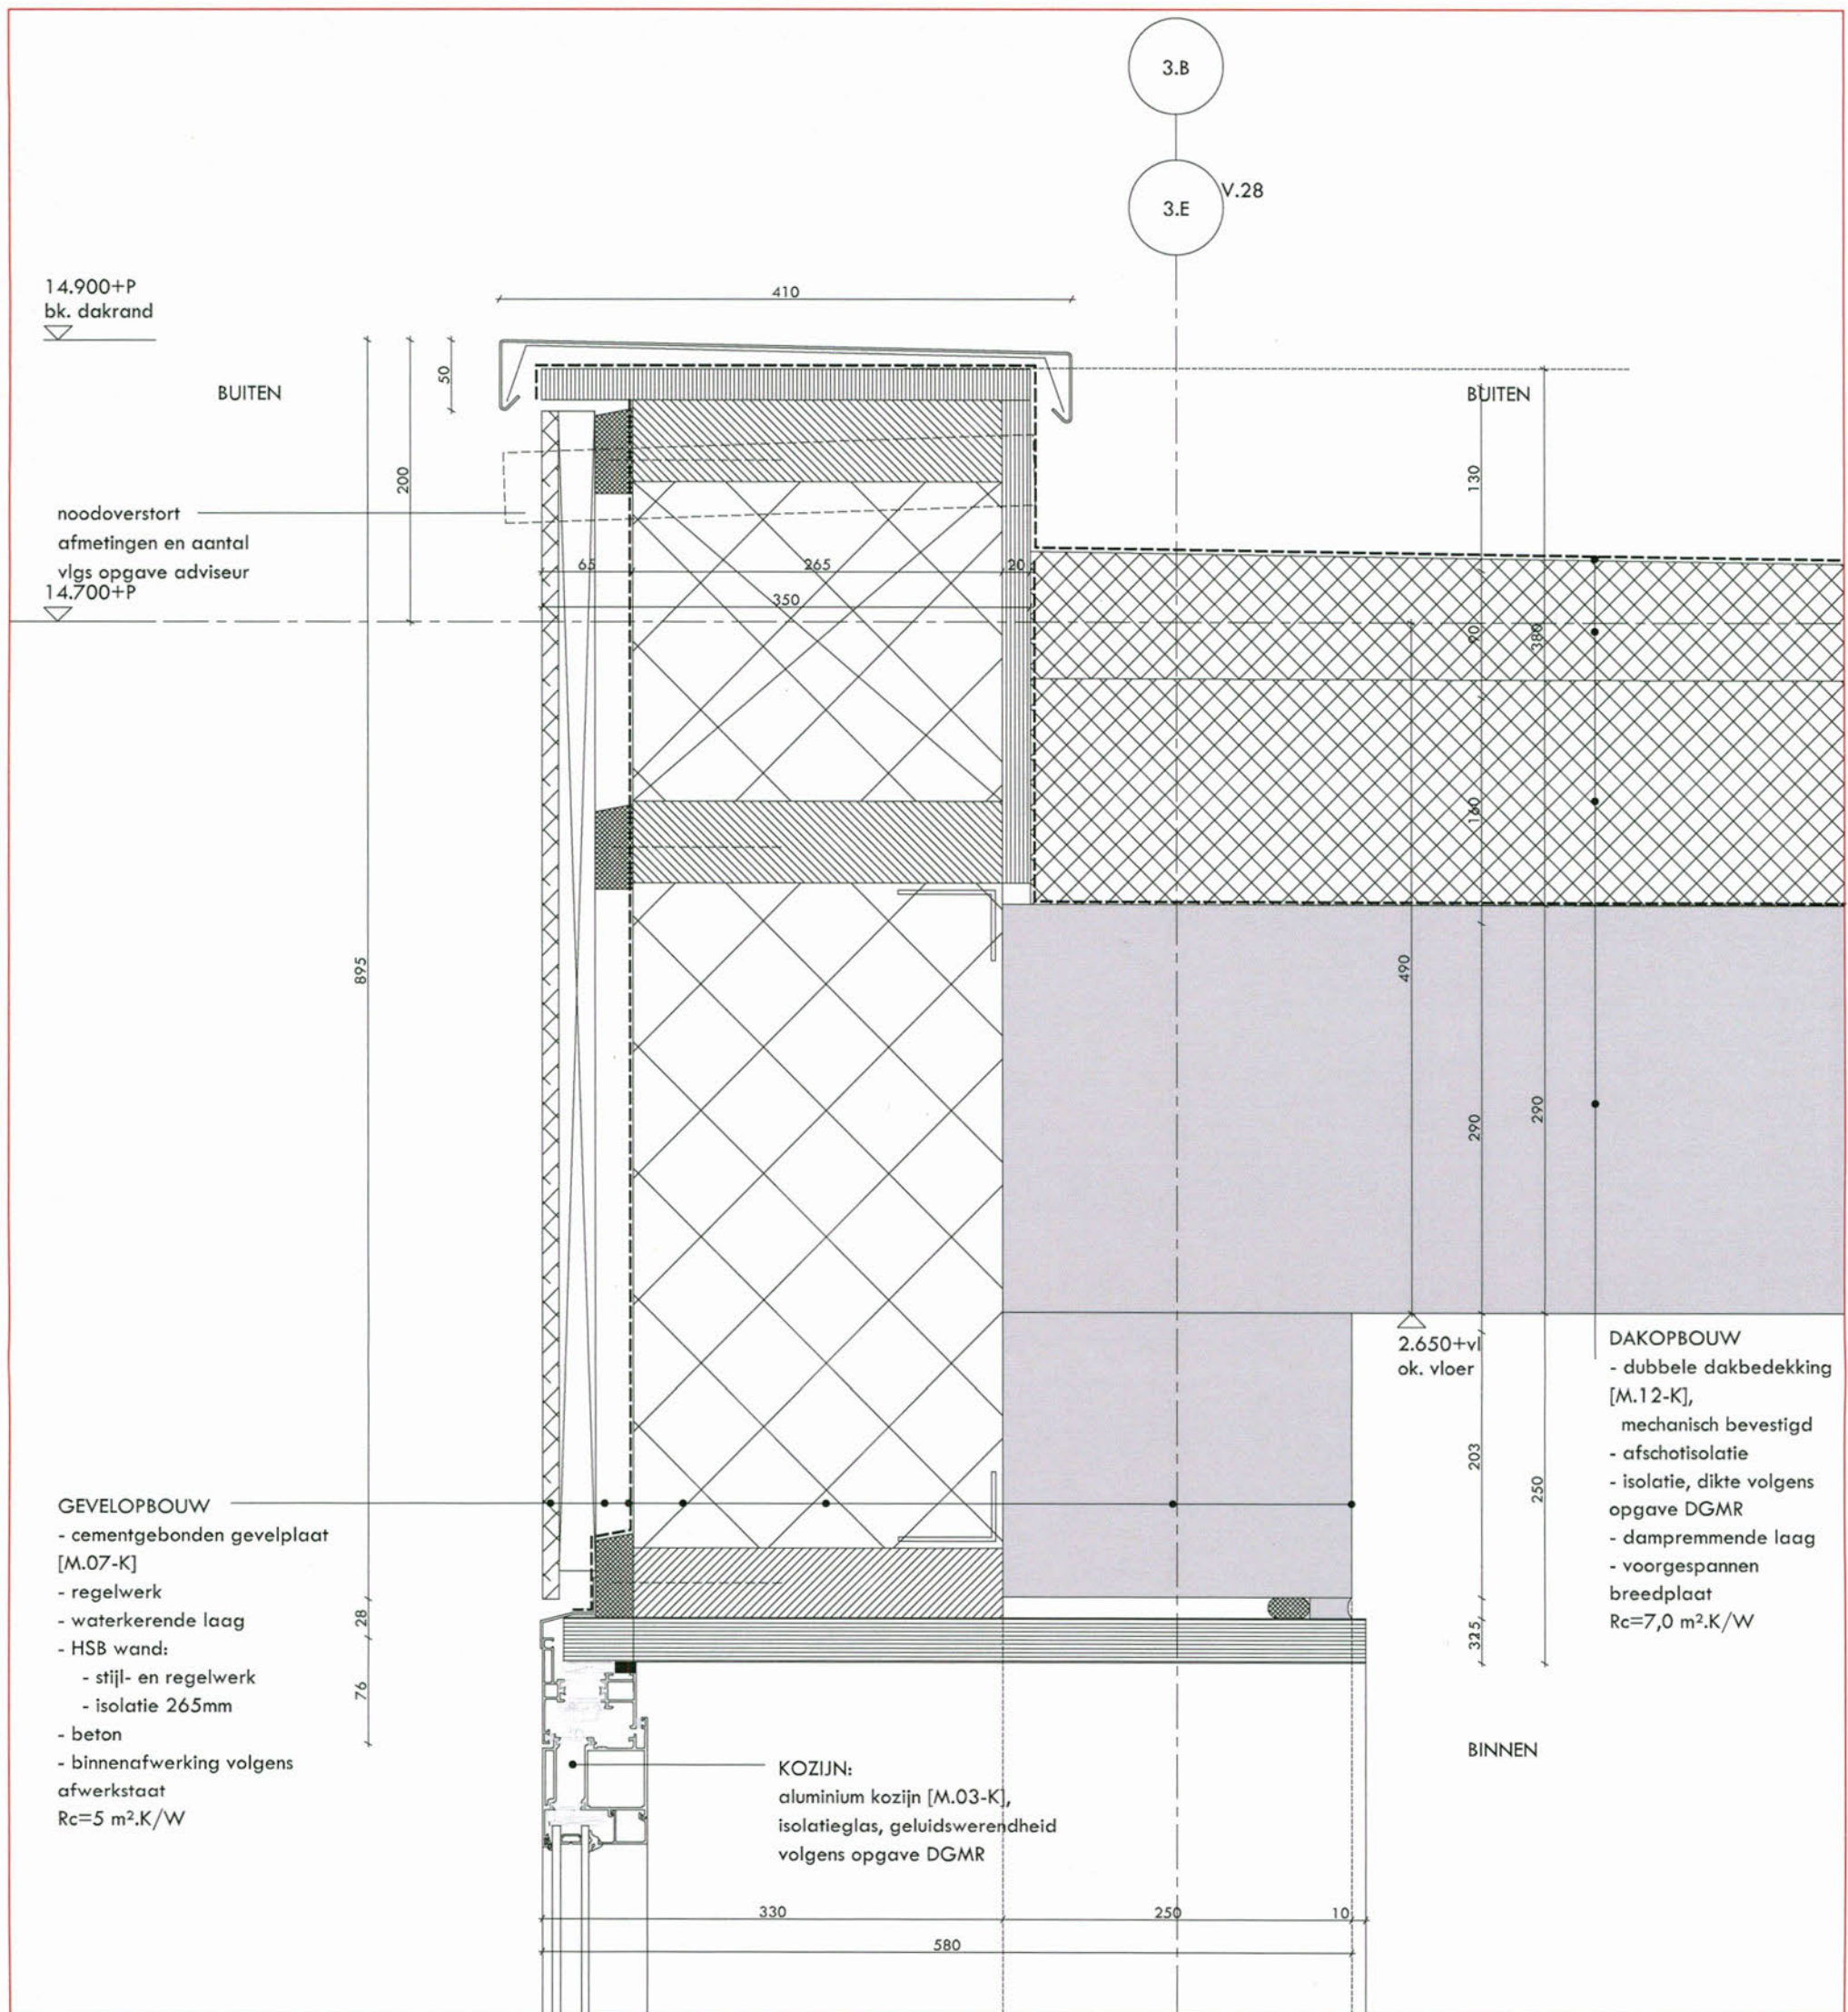 3.B
3.E
V.28
14.900+P
bk. dakrand
410
50
BUITEN
BUITEN
200
130
noodoverstort
afmetingen en aantal
vlgs opgave adviseur
14.700+P
65
265
20
350
90
380
160
895
490
290
290
2.650+vl
ok. vloer
DAKOPBOUW
- dubbele dakbedekking
[M.12-K],
mechanisch bevestigd
- afschotisolatie
- isolatie, dikte volgens
opgave DGMR
- dampremmende laag
- voorgespannen
breedplaat
Rc=7,0 m².K/W
203
250
GEVELOPBOUW
- cementgebonden gevelplaat
[M.07-K]
- regelwerk
- waterkerende laag
- HSB wand:
- stijl- en regelwerk
- isolatie 265mm
- beton
- binnenafwerking volgens
afwerkstaat
Rc=5 m².K/W
28
325
76
KOZIJN:
aluminium kozijn [M.03-K],
isolatieglas, geluidswerendheid
volgens opgave DGMR
BINNEN
330
250
10
580